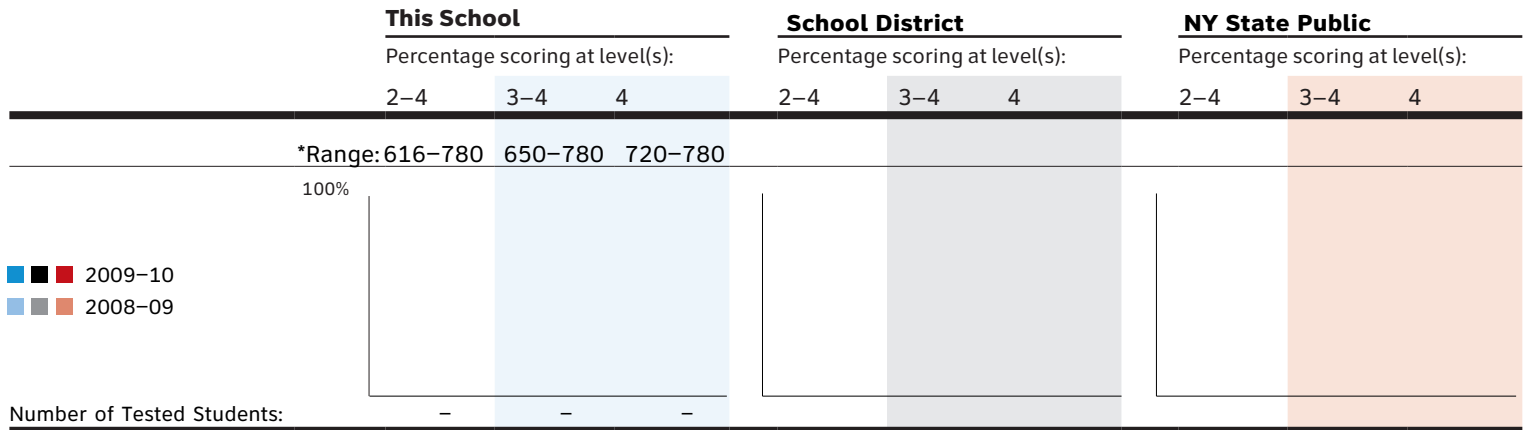 This School School District NY State Public
Percentage scoring at level(s): Percentage scoring at level(s): Percentage scoring at level(s):
2–4 3–4 4 2–4 3–4 4 2–4 3–4 4
*Range: 616–780 650–780 720–780
100%
2009–10
2008–09
Number of Tested Students: – – –